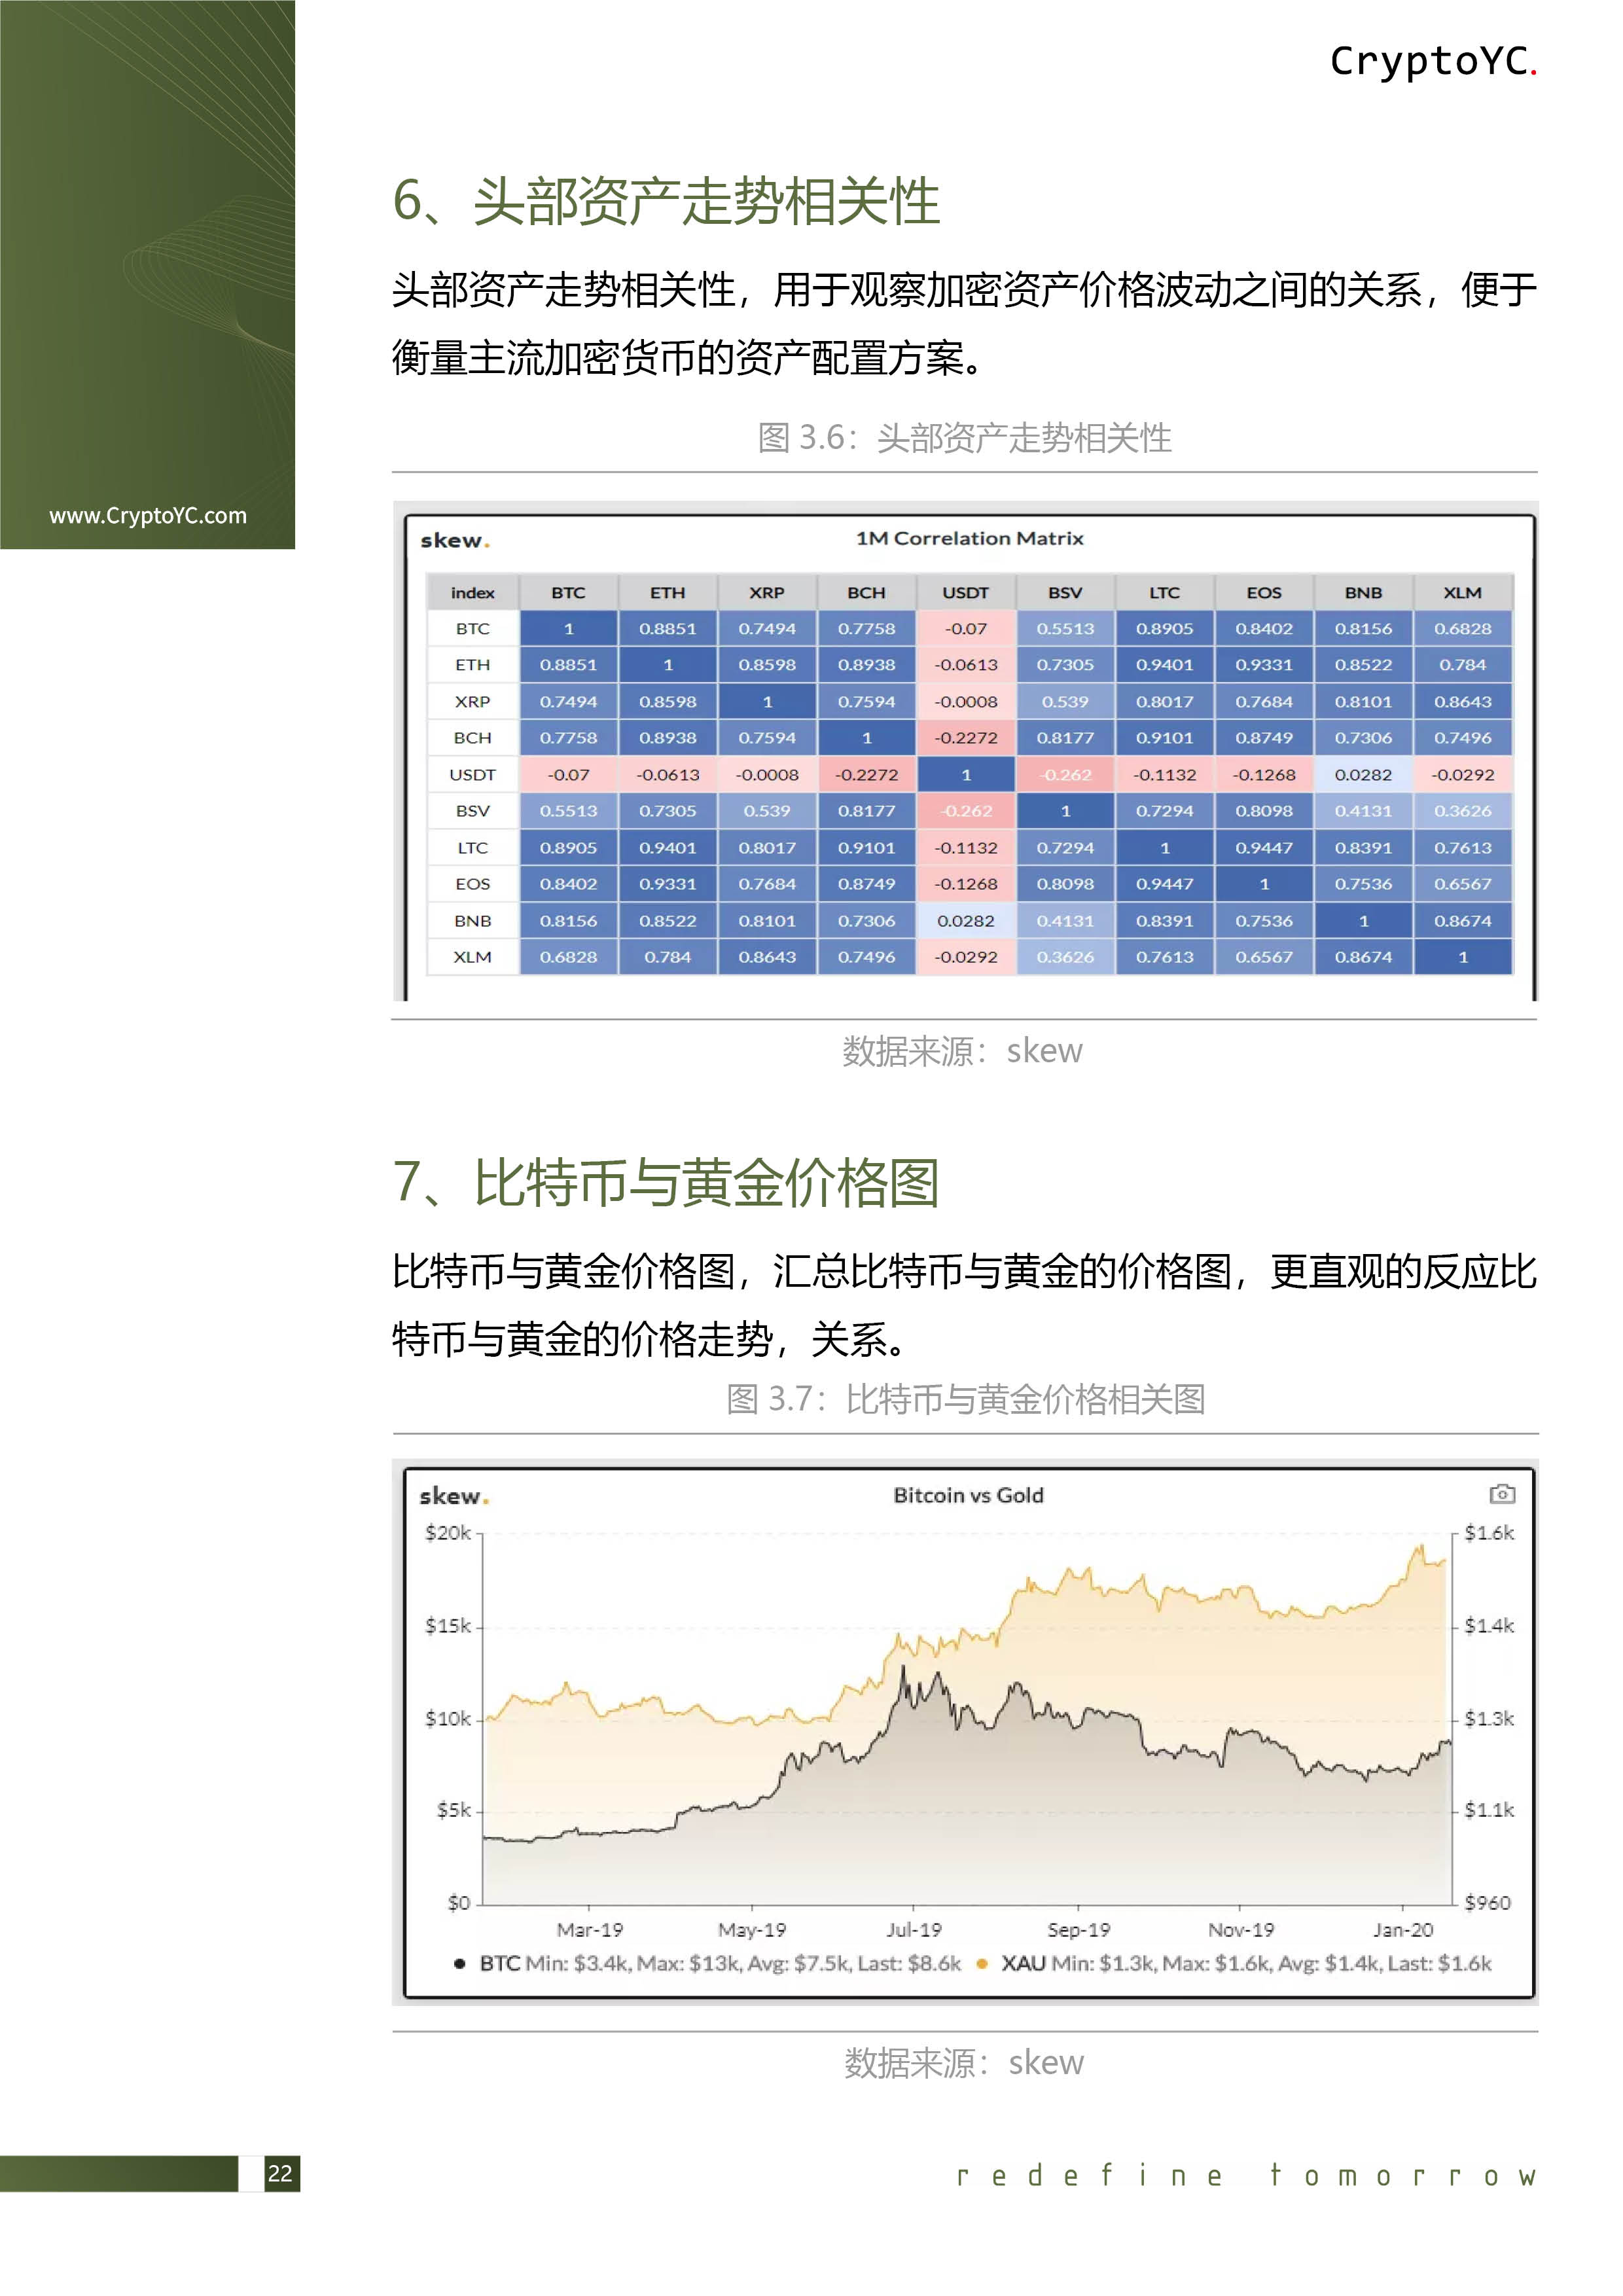 CryptoYC.
www.CryptoYC.com
6、头部资产走势相关性
头部资产走势相关性，用于观察加密资产价格波动之间的关系，便于
衡量主流加密货币的资产配置方案。
图 3.6：头部资产走势相关性
skew.
1M Correlation Matrix
index BTC ETH XRP BCH USDT BSV LTC EOS BNB XLM
BTC 1 0.8851 0.7494 0.7758 -0.07 0.5513 0.8905 0.8402 0.8156 0.6828
ETH 0.8851 1 0.8598 0.8938 -0.0613 0.7305 0.9401 0.9331 0.8522 0.784
XRP 0.7494 0.8598 1 0.7594 -0.0008 0.539 0.8017 0.7684 0.8101 0.8643
BCH 0.7758 0.8938 0.7594 1 -0.2272 0.8177 0.9101 0.8749 0.7306 0.7496
USDT -0.07 -0.0613 -0.0008 -0.2272 1 -0.262 -0.1132 -0.1268 0.0282 -0.0292
BSV 0.5513 0.7305 0.539 0.8177 -0.262 1 0.7294 0.8098 0.4131 0.3626
LTC 0.8905 0.9401 0.8017 0.9101 -0.1132 0.7294 1 0.9447 0.8391 0.7613
EOS 0.8402 0.9331 0.7684 0.8749 -0.1268 0.8098 0.9447 1 0.7536 0.6567
BNB 0.8156 0.8522 0.8101 0.7306 0.0282 0.4131 0.8391 0.7536 1 0.8674
XLM 0.6828 0.784 0.8643 0.7496 -0.0292 0.3626 0.7613 0.6567 0.8674 1
数据来源：skew
7、比特币与黄金价格图
比特币与黄金价格图，汇总比特币与黄金的价格图，更直观的反应比
特币与黄金的价格走势，关系。
图 3.7：比特币与黄金价格相关图
skew.
Bitcoin vs Gold
$20k $1.6k
$15k $1.4k
$10k $1.3k
$5k $1.1k
$0 $960
Mar-19 May-19 Jul-19 Sep-19 Nov-19 Jan-20
BTC Min: $3.4k, Max: $13k, Avg: $7.5k, Last: $8.6k XAU Min: $1.3k, Max: $1.6k, Avg: $1.4k, Last: $1.6k
数据来源：skew
22
redefine tomorrow